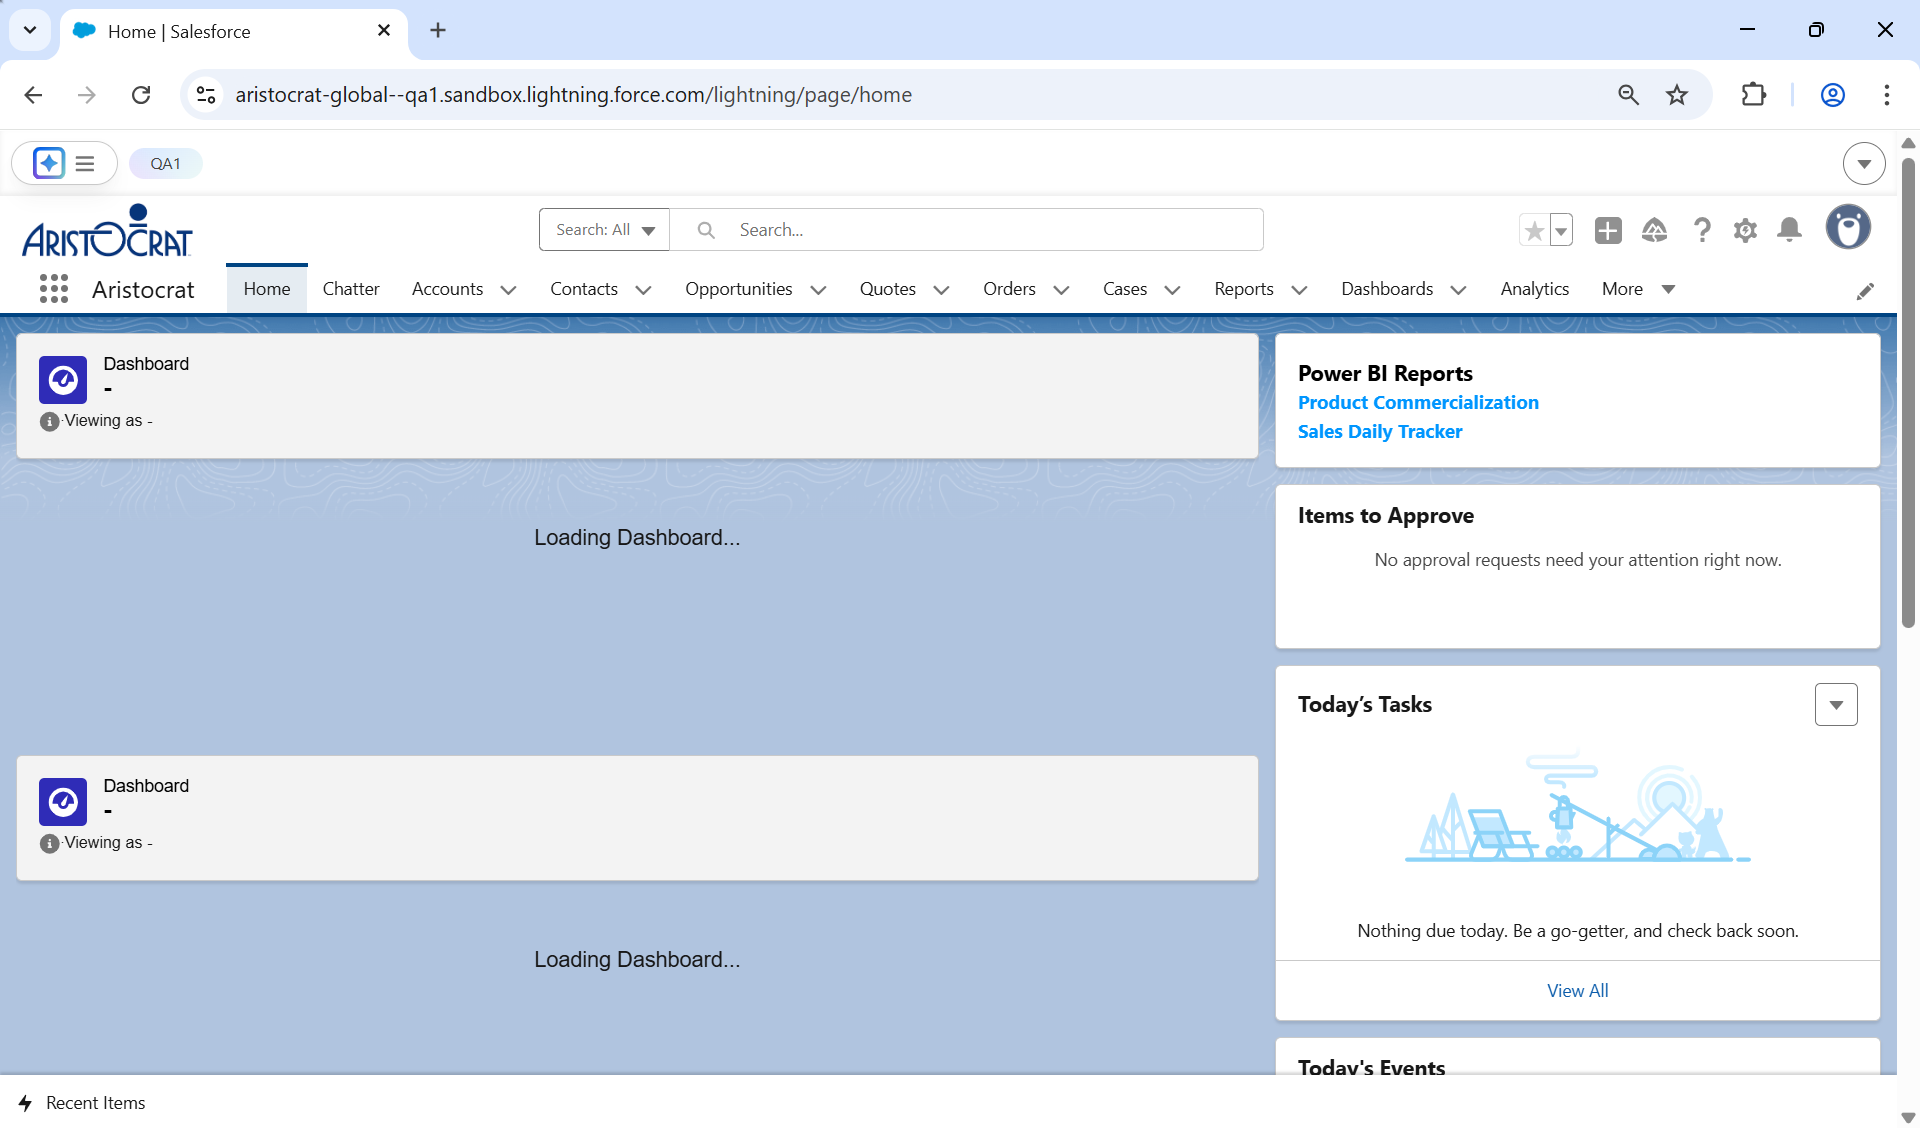 Home | Salesforce
aristocrat-global--qa1.sandbox.lightning.force.com/lightning/page/home
QA1
ARISTOCRAT
Search: All
Search...
Aristocrat
Home
Chatter
Accounts
Contacts
Opportunities
Quotes
Orders
Cases
Reports
Dashboards
Analytics
More
Dashboard
-
Viewing as -
Loading Dashboard...
Dashboard
-
Viewing as -
Loading Dashboard...
Power BI Reports
Product Commercialization
Sales Daily Tracker
Items to Approve
No approval requests need your attention right now.
Today’s Tasks
Nothing due today. Be a go-getter, and check back soon.
View All
Today's Events
Recent Items